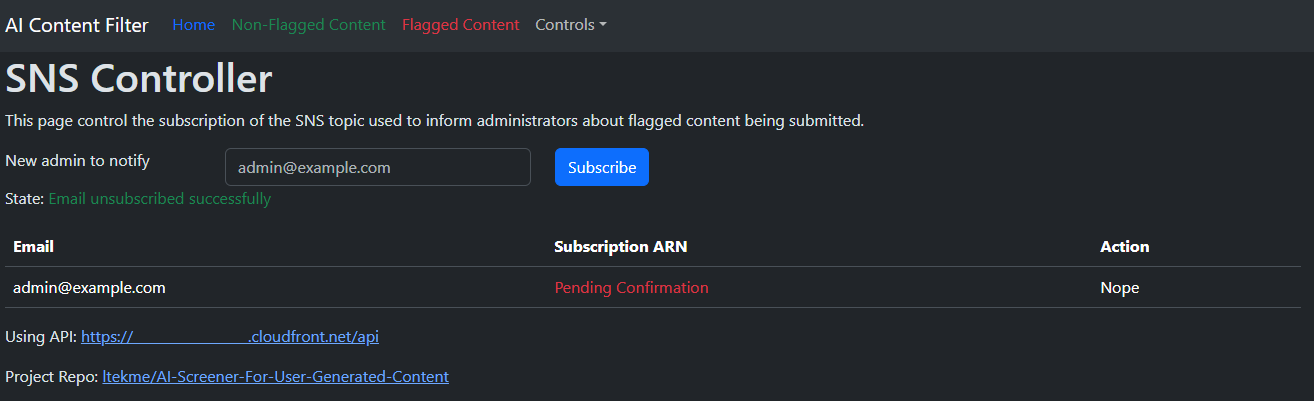 AI Content Filter Home Non-Flagged Content Flagged Content Controls
SNS Controller
This page control the subscription of the SNS topic used to inform administrators about flagged content being submitted.
New admin to notify admin@example.com Subscribe
State: Email unsubscribed successfully
Email Subscription ARN Action
admin@example.com Pending Confirmation Nope
Using API: https:// .cloudfront.net/api
Project Repo: ltekme/AI-Screener-For-User-Generated-Content